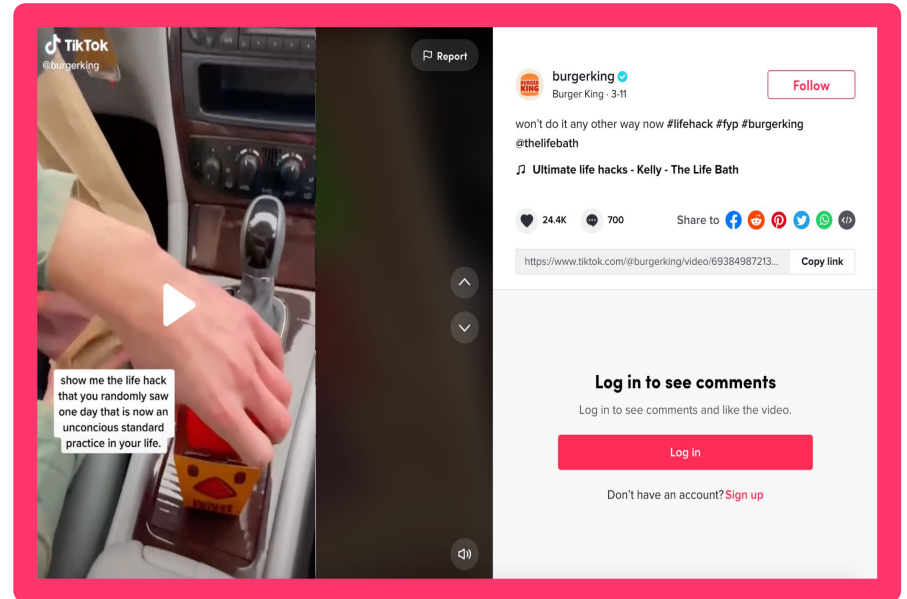 TikTok
@burgerking
show me the life hack
that you randomly saw
one day that is now an
unconcious standard
practice in your life.
Report
BURGER
KING
burgerking
Burger King · 3-11
Follow
won't do it any other way now #lifehack #fyp #burgerking
@thelifebath
Ultimate life hacks - Kelly - The Life Bath
24.4K 700 Share to
https://www.tiktok.com/@burgerking/video/69384987213... Copy link
Log in to see comments
Log in to see comments and like the video.
Log in
Don't have an account? Sign up